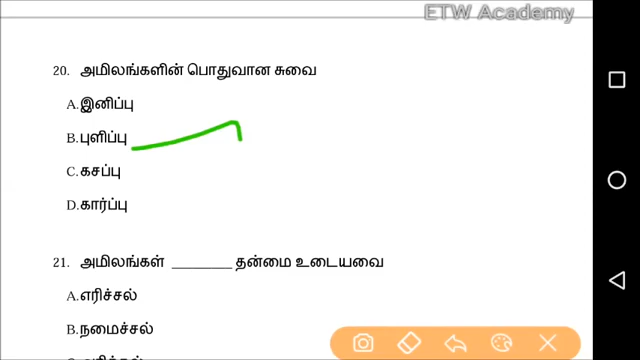 ETW Academy
20. அமிலங்களின் பொதுவான சுவை
A.இனிப்பு
B.புளிப்பு
C.கசப்பு
D.கார்ப்பு
21. அமிலங்கள் ________ தன்மை உடையவை
A.எரிச்சல்
B.நமைச்சல்